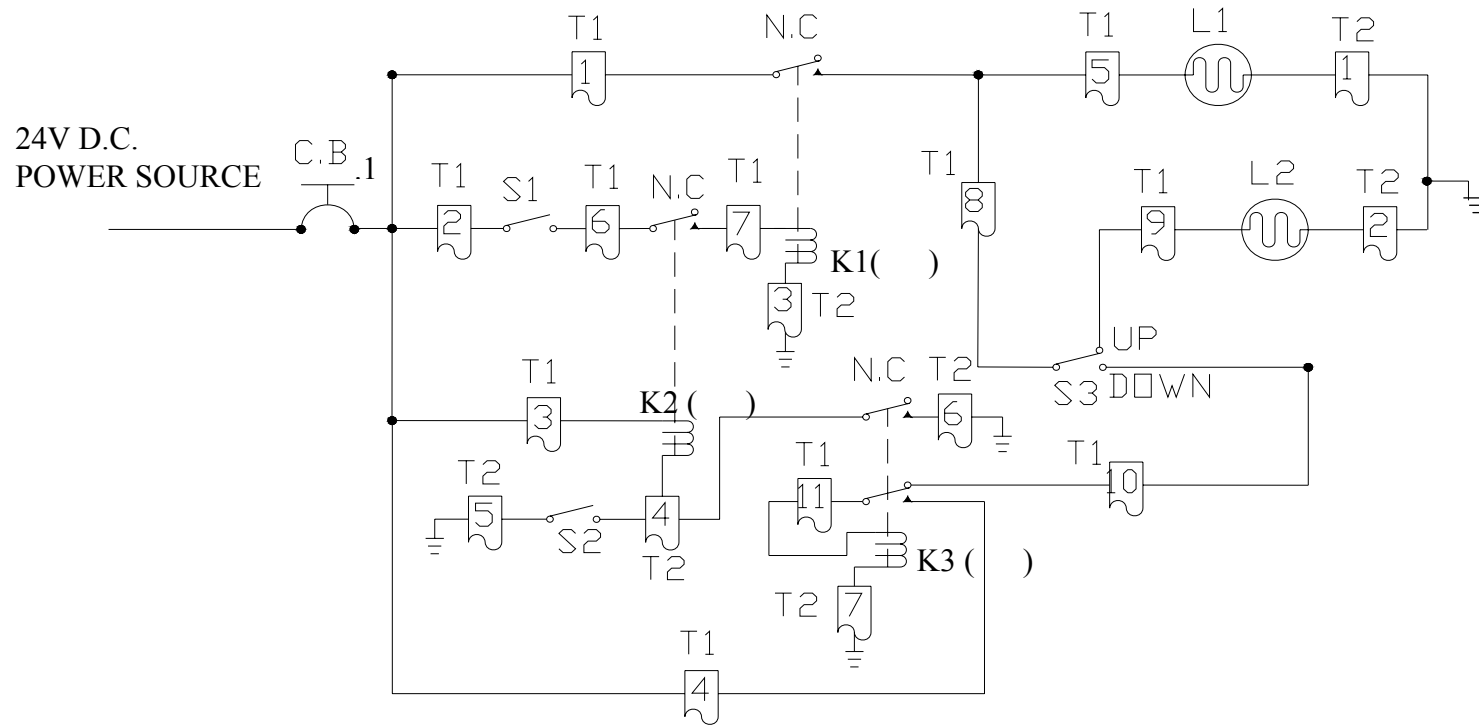 T1 N.C T1 L1 T2
1 5 1
24V D.C.
POWER SOURCE C.B .1
T1 S1 T1 N.C T1 T1 T1 L2 T2
2 6 7 8 9 2
K1( )
3 T2
UP
S3 DOWN
T1 K2 ( ) N.C T2
3 6
T2 T1 T1
5 S2 4 11 10
T2
K3 ( )
T2 7
T1
4